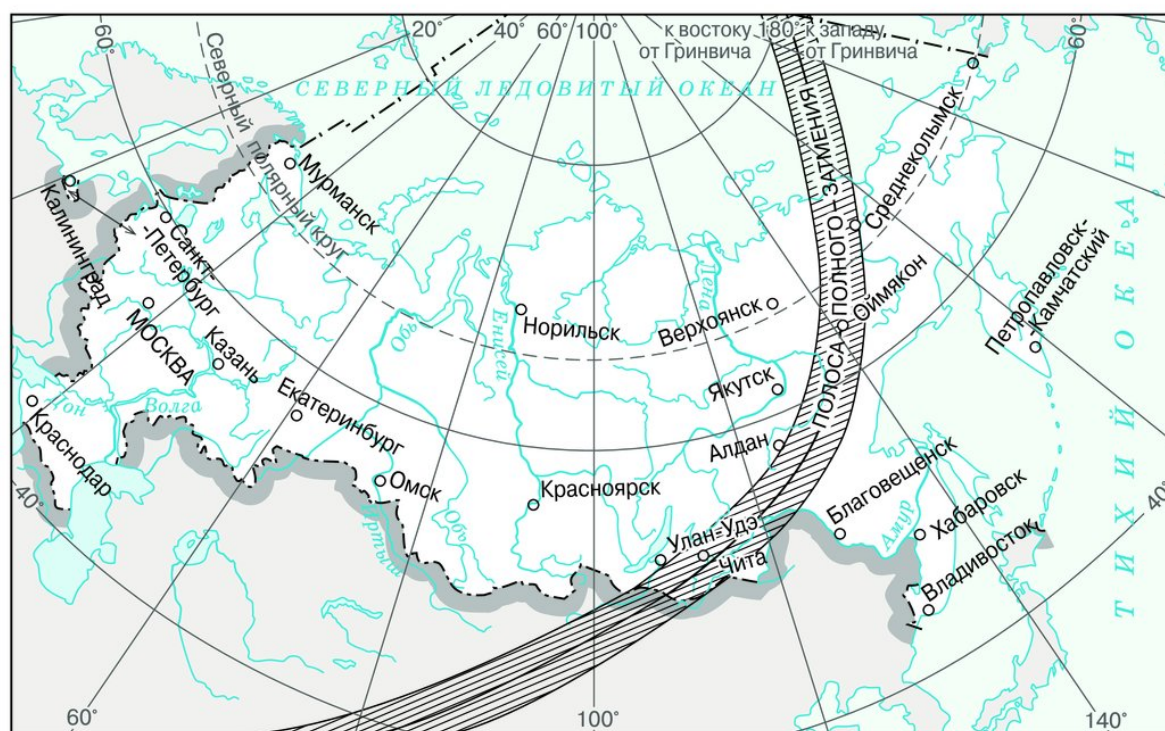 60°
20°
40°
60°
100°
к востоку 180° к западу
от Гринвича от Гринвича
60°
Северный полярный круг
СЕВЕРНЫЙ ЛЕДОВИТЫЙ ОКЕАН
ПОЛОСА ПОЛНОГО ЗАТМЕНИЯ
Мурманск
Среднеколымск
Калининград
Санкт-
-Петербург
МОСКВА
Казань
Обь
Енисей
Норильск
Лена
Верхоянск
Оймякон
Петропавловск-
Камчатский
ТИХИЙ ОКЕАН
Дон
Волга
Краснодар
Екатеринбург
Омск
Иртыш
Обь
Красноярск
Якутск
Алдан
Улан-Удэ
Чита
Благовещенск
Амур
Хабаровск
Владивосток
40°
40°
60°
100°
140°